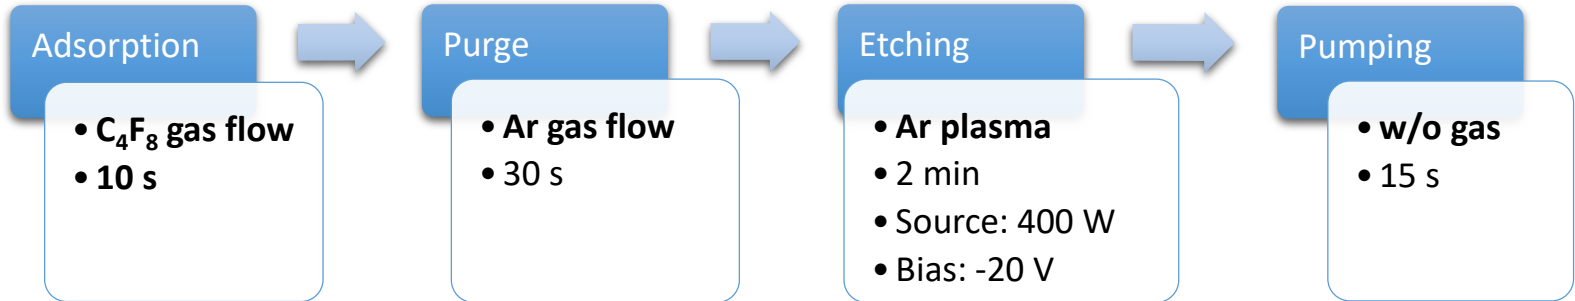 Adsorption
• C₄F₈ gas flow
• 10 s
Purge
• Ar gas flow
• 30 s
Etching
• Ar plasma
• 2 min
• Source: 400 W
• Bias: -20 V
Pumping
• w/o gas
• 15 s